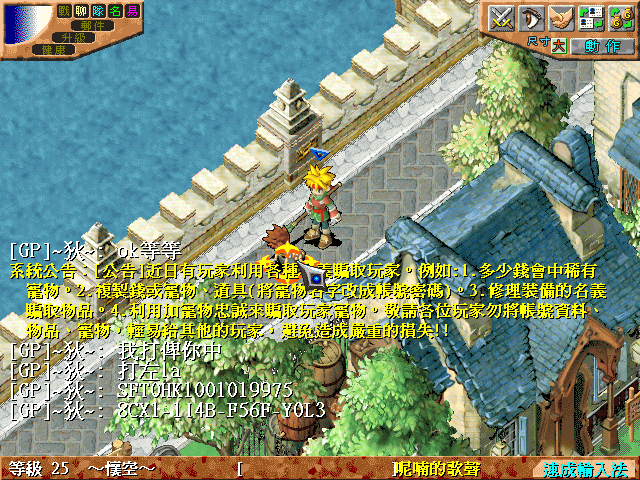 戰 聊 隊 名 黑
郵件
升級
健康
尺寸 大 動作
[GP]~狄~: ok等等
系統公告：[公告]近日有玩家利用各種 義騙取玩家。例如:1.多少錢會中稀有
寵物。2.複製錢或寵物、道具(將寵物名字改成帳號密碼)。3.修理裝備的名義
騙取物品。4.利用加寵物忠誠來騙取玩家寵物。敬請各位玩家勿將帳號資料、
物品、寵物，輕易給其他的玩家，避免造成嚴重的損失!!
[GP]~狄~: 我打俾你中
[GP]~狄~: 打左la
[GP]~狄~: SFTOHK1001019975
[GP]~狄~: 8CX1-114B-F56F-Y0L3
等級 25 ～懍空～ [ ]呢喃的歌聲 速成輸入法